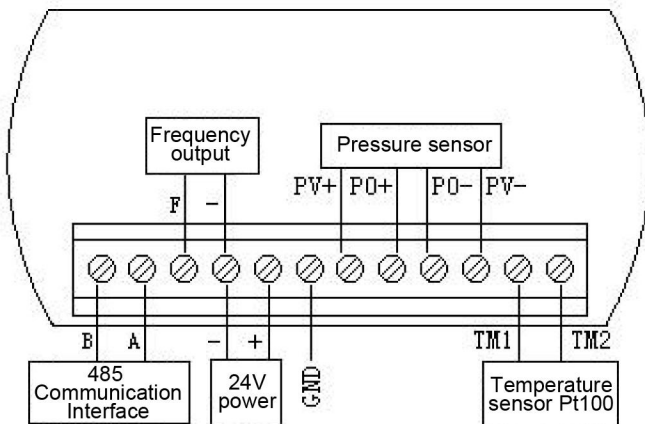 Frequency
output
Pressure sensor
PV+ PO+ PO- PV-
F -
B A - + GND TM1 TM2
485
Communication
Interface
24V
power
Temperature
sensor Pt100